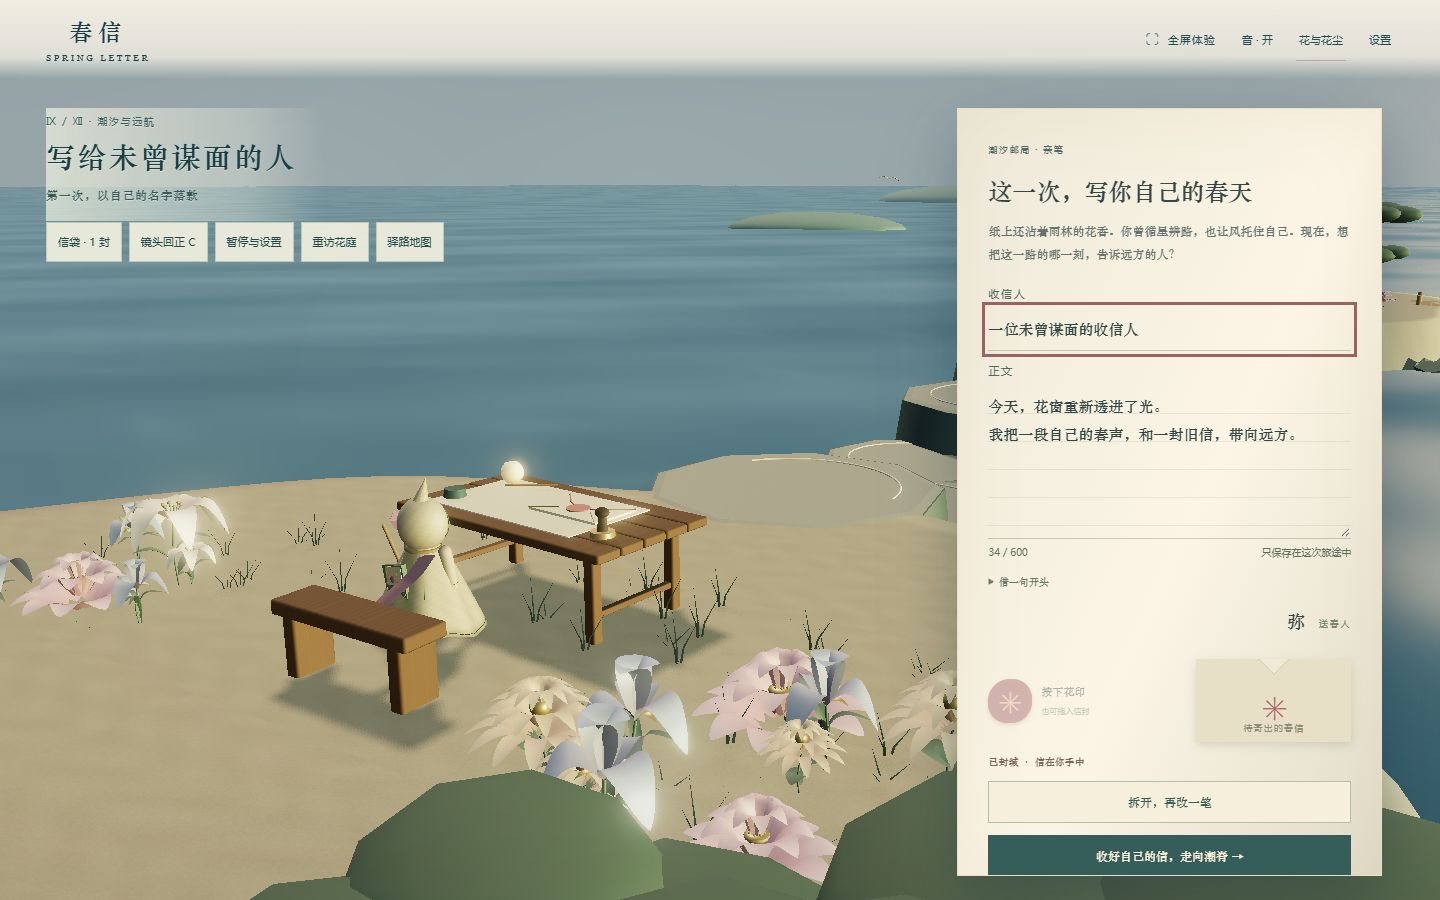 春信
SPRING LETTER
全屏体验
音 · 开
花与花尘
设置
Ⅸ / Ⅻ · 潮汐与远航
写给未曾谋面的人
第一次，以自己的名字落款
信袋 · 1 封
镜头回正 C
暂停与设置
重访花庭
驿路地图
潮汐邮局 · 亲笔
这一次，写你自己的春天
纸上还沾着雨林的花香。你曾循星辨路，也让风托住自己。现在，想
把这一路的哪一刻，告诉远方的人？
收信人
一位未曾谋面的收信人
正文
今天，花窗重新透进了光。
我把一段自己的春声，和一封旧信，带向远方。
34 / 600
只保存在这次旅途中
借一句开头
弥 送春人
按下花印
也可拖入信封
待寄出的春信
已封缄 · 信在你手中
拆开，再改一笔
收好自己的信，走向潮脊 →